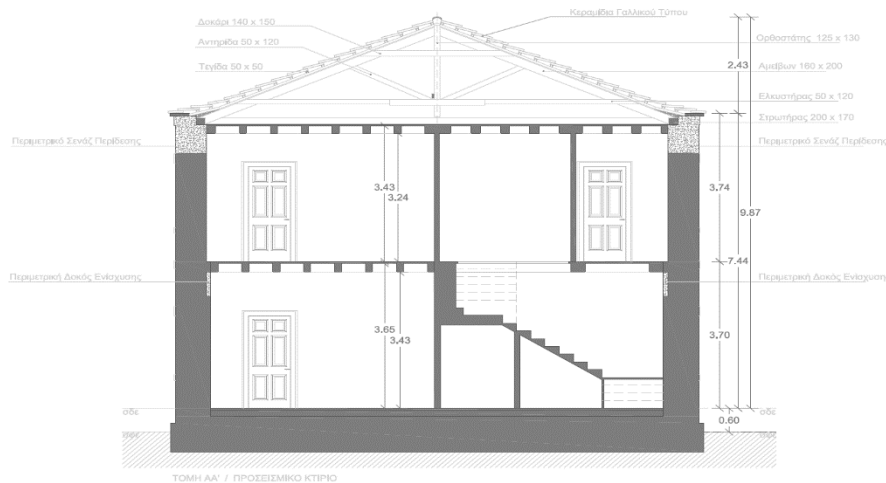 Κεραμίδια Γαλλικού Τύπου
Δοκάρι 140 x 150
Αντηρίδα 50 x 120
Τεγίδα 50 x 50
Ορθοστάτης 125 x 130
Αμείβων 160 x 200
Ελκυστήρας 50 x 120
Στρωτήρας 200 x 170
2.43
Περιμετρικό Σενάζ Περίδεσης
Περιμετρικό Σενάζ Περίδεσης
3.43
3.24
3.74
9.87
7.44
Περιμετρική Δοκός Ενίσχυσης
Περιμετρική Δοκός Ενίσχυσης
3.65
3.43
3.70
σδε
σδε
0.60
ΤΟΜΗ ΑΑ' / ΠΡΟΣΕΙΣΜΙΚΟ ΚΤΙΡΙΟ